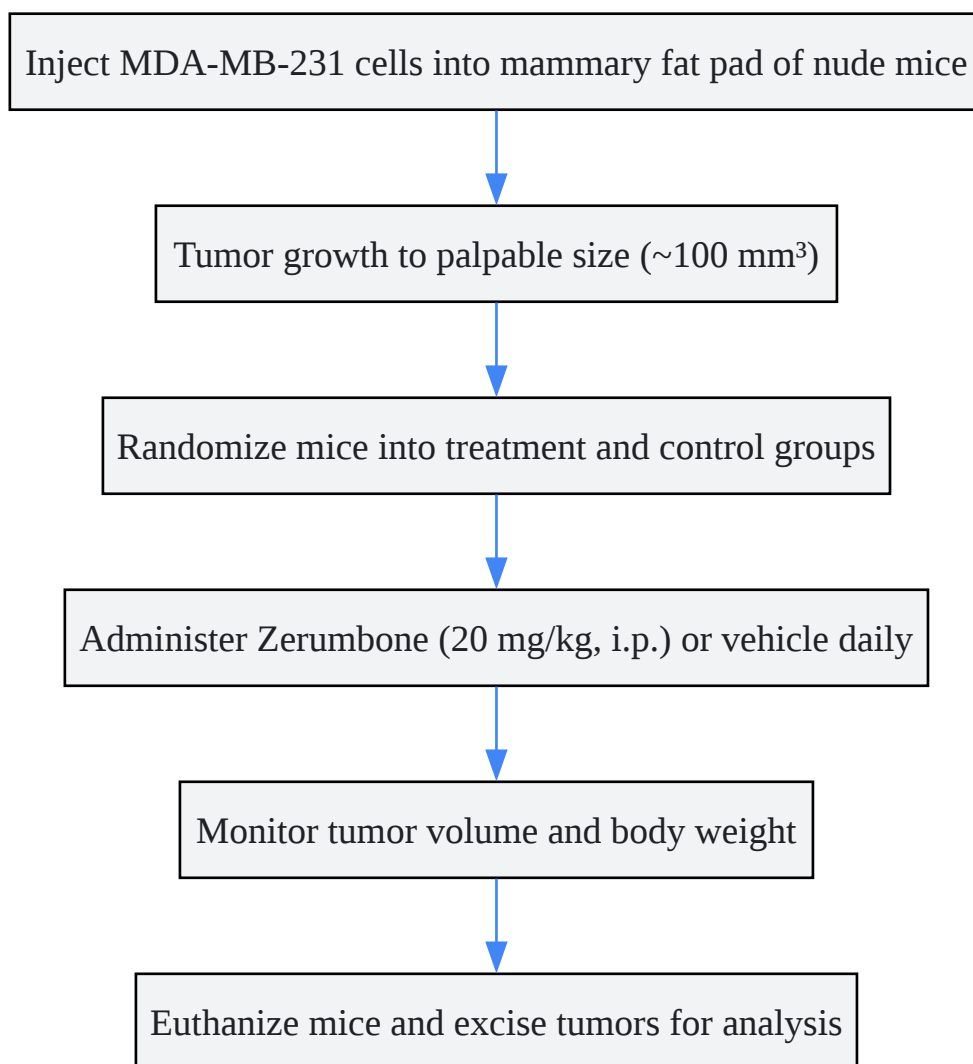 Inject MDA-MB-231 cells into mammary fat pad of nude mice
Tumor growth to palpable size (~100 mm³)
Randomize mice into treatment and control groups
Administer Zerumbone (20 mg/kg, i.p.) or vehicle daily
Monitor tumor volume and body weight
Euthanize mice and excise tumors for analysis